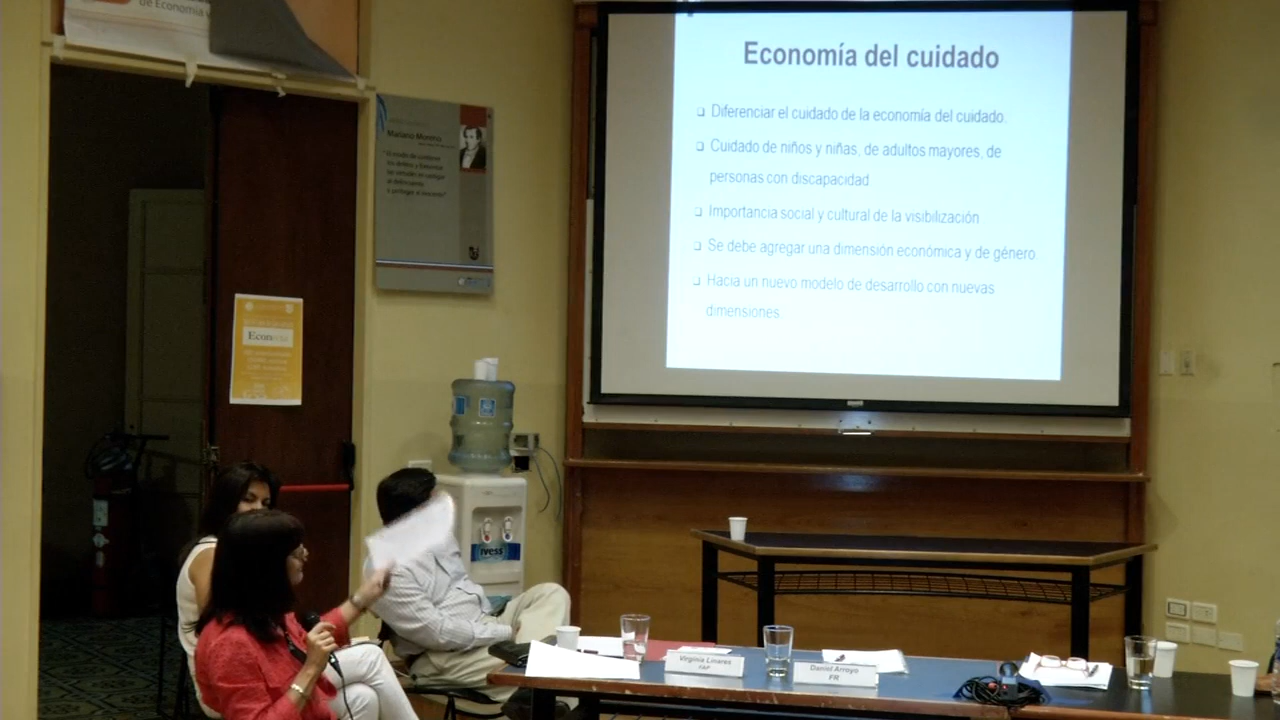 de Economía y
Mariano Moreno
Econ
Economía del cuidado
Diferenciar el cuidado de la economía del cuidado.
Cuidado de niños y niñas, de adultos mayores, de
personas con discapacidad
Importancia social y cultural de la visibilización
Se debe agregar una dimensión económica y de género.
Hacia un nuevo modelo de desarrollo con nuevas
dimensiones
ivess
Virginia Linares
FAP
Daniel Arroyo
FR